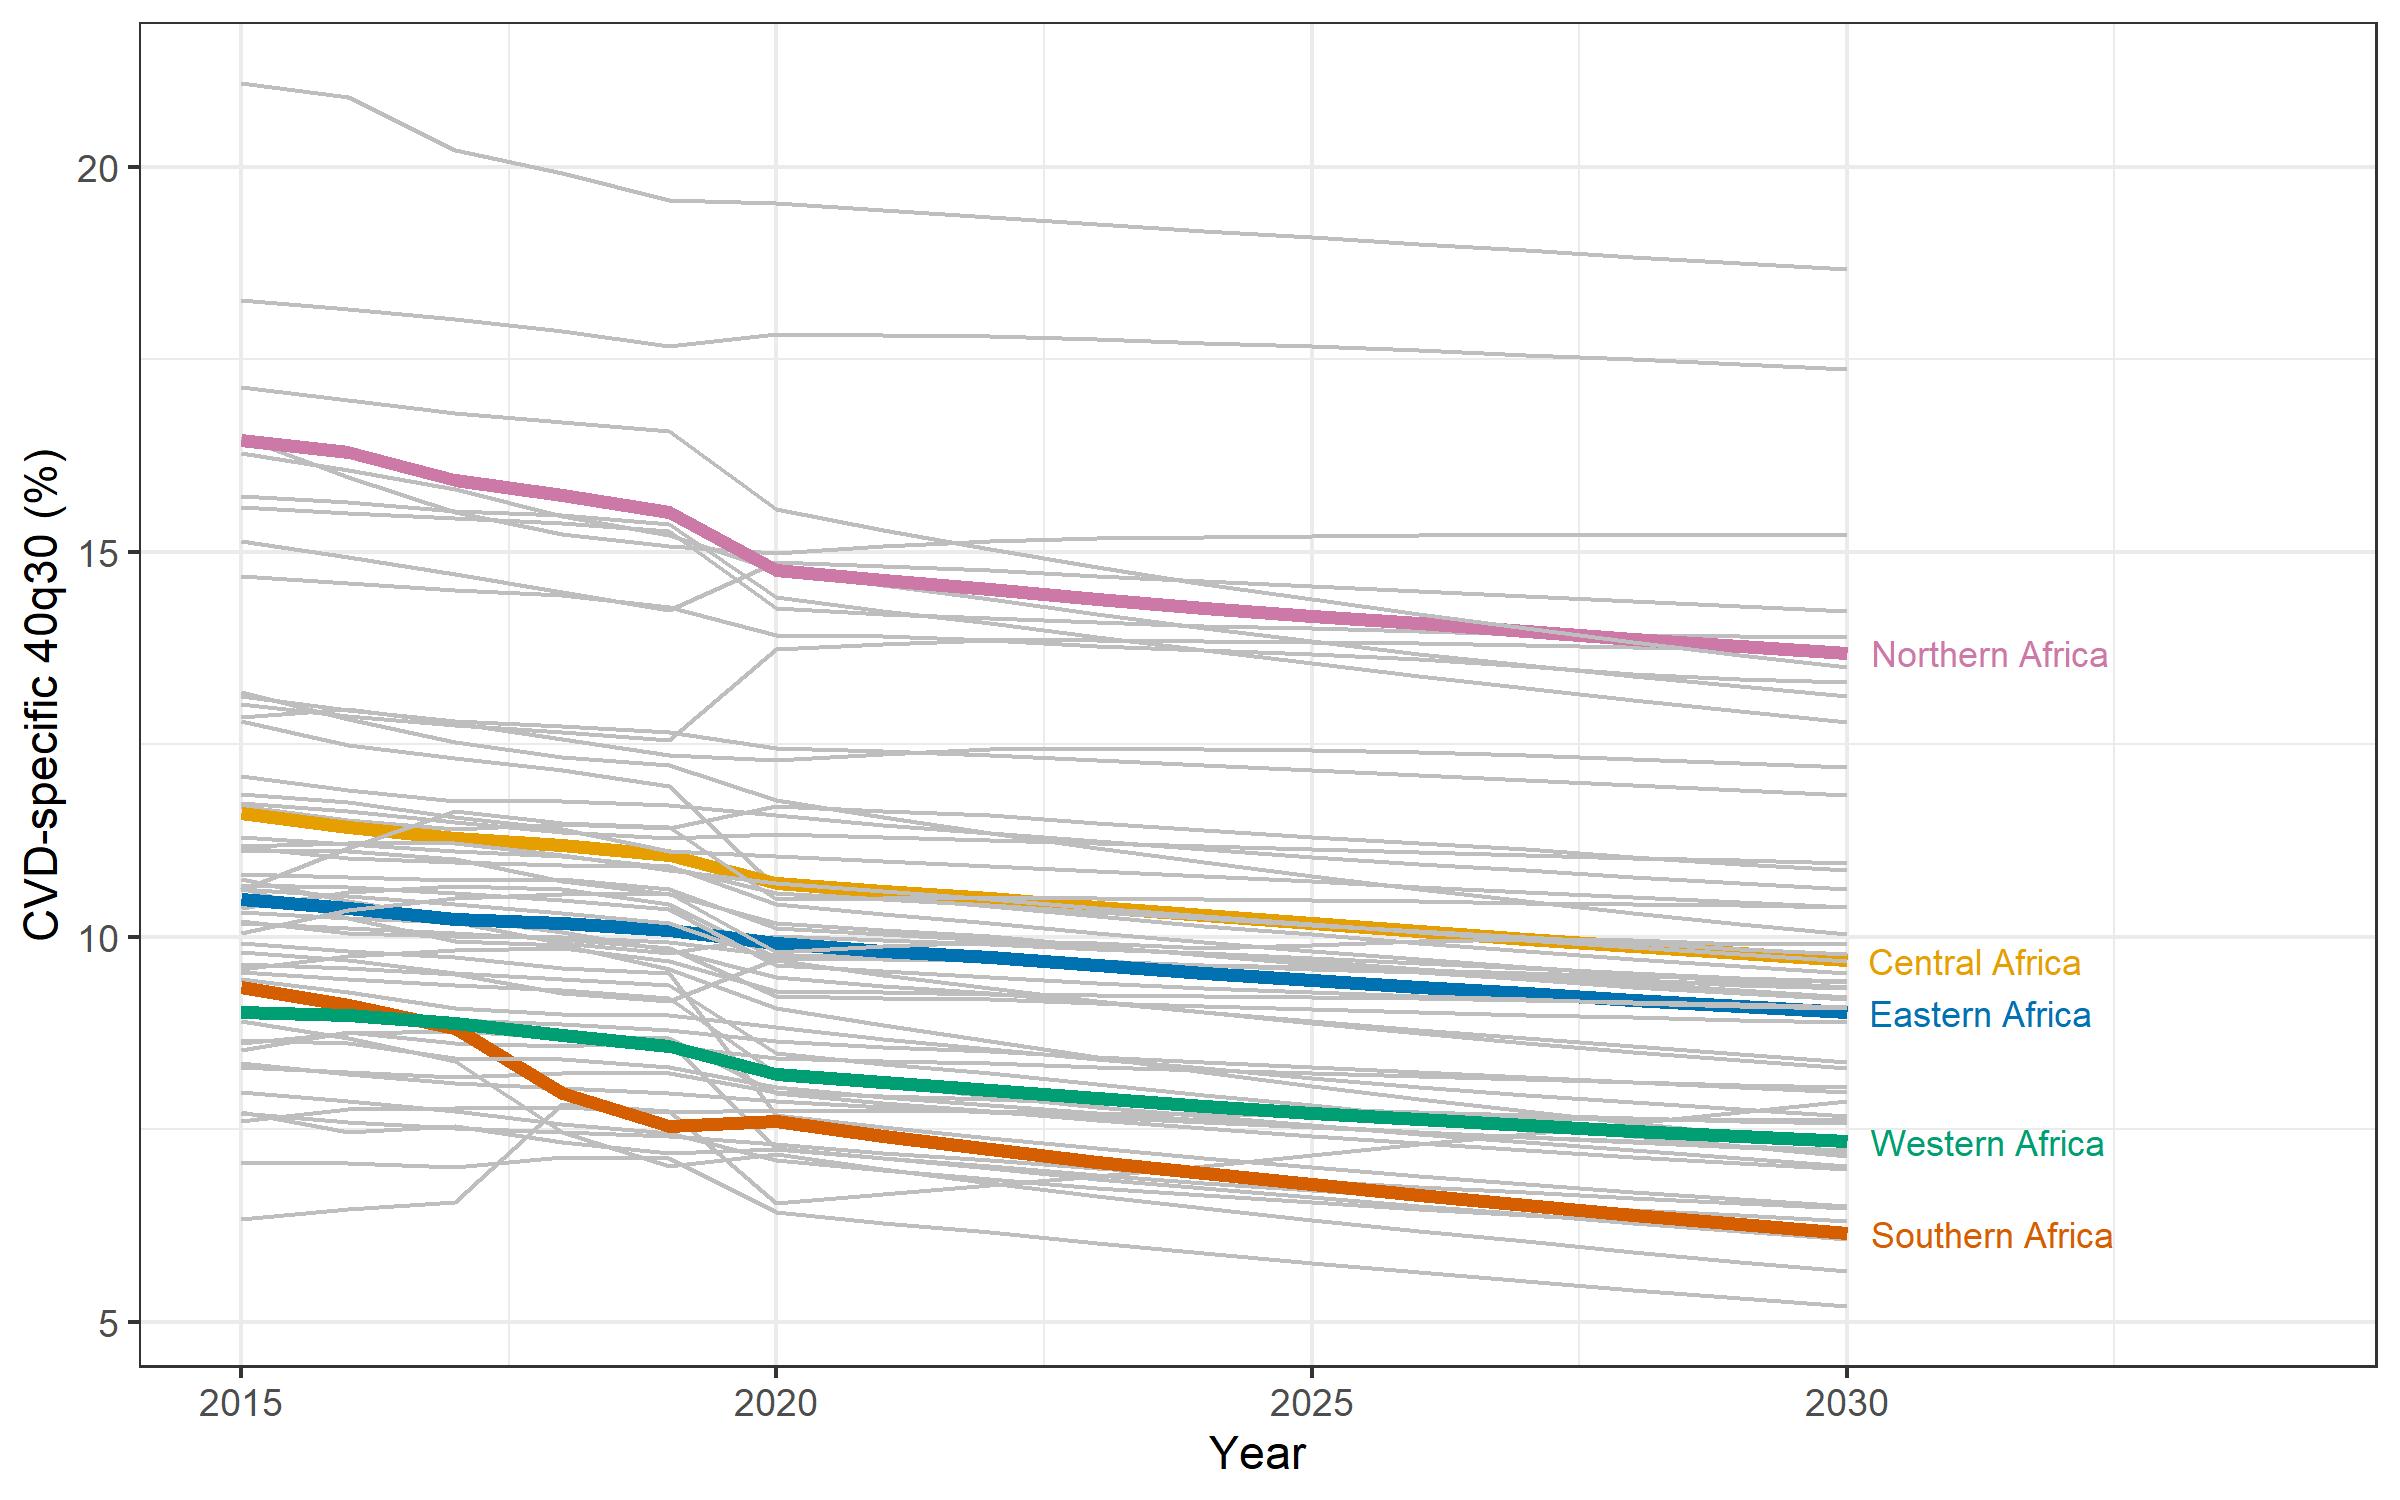 CVD-specific 40q30 (%)
20
15
10
5
Northern Africa
Central Africa
Eastern Africa
Western Africa
Southern Africa
2015 2020 2025 2030
Year